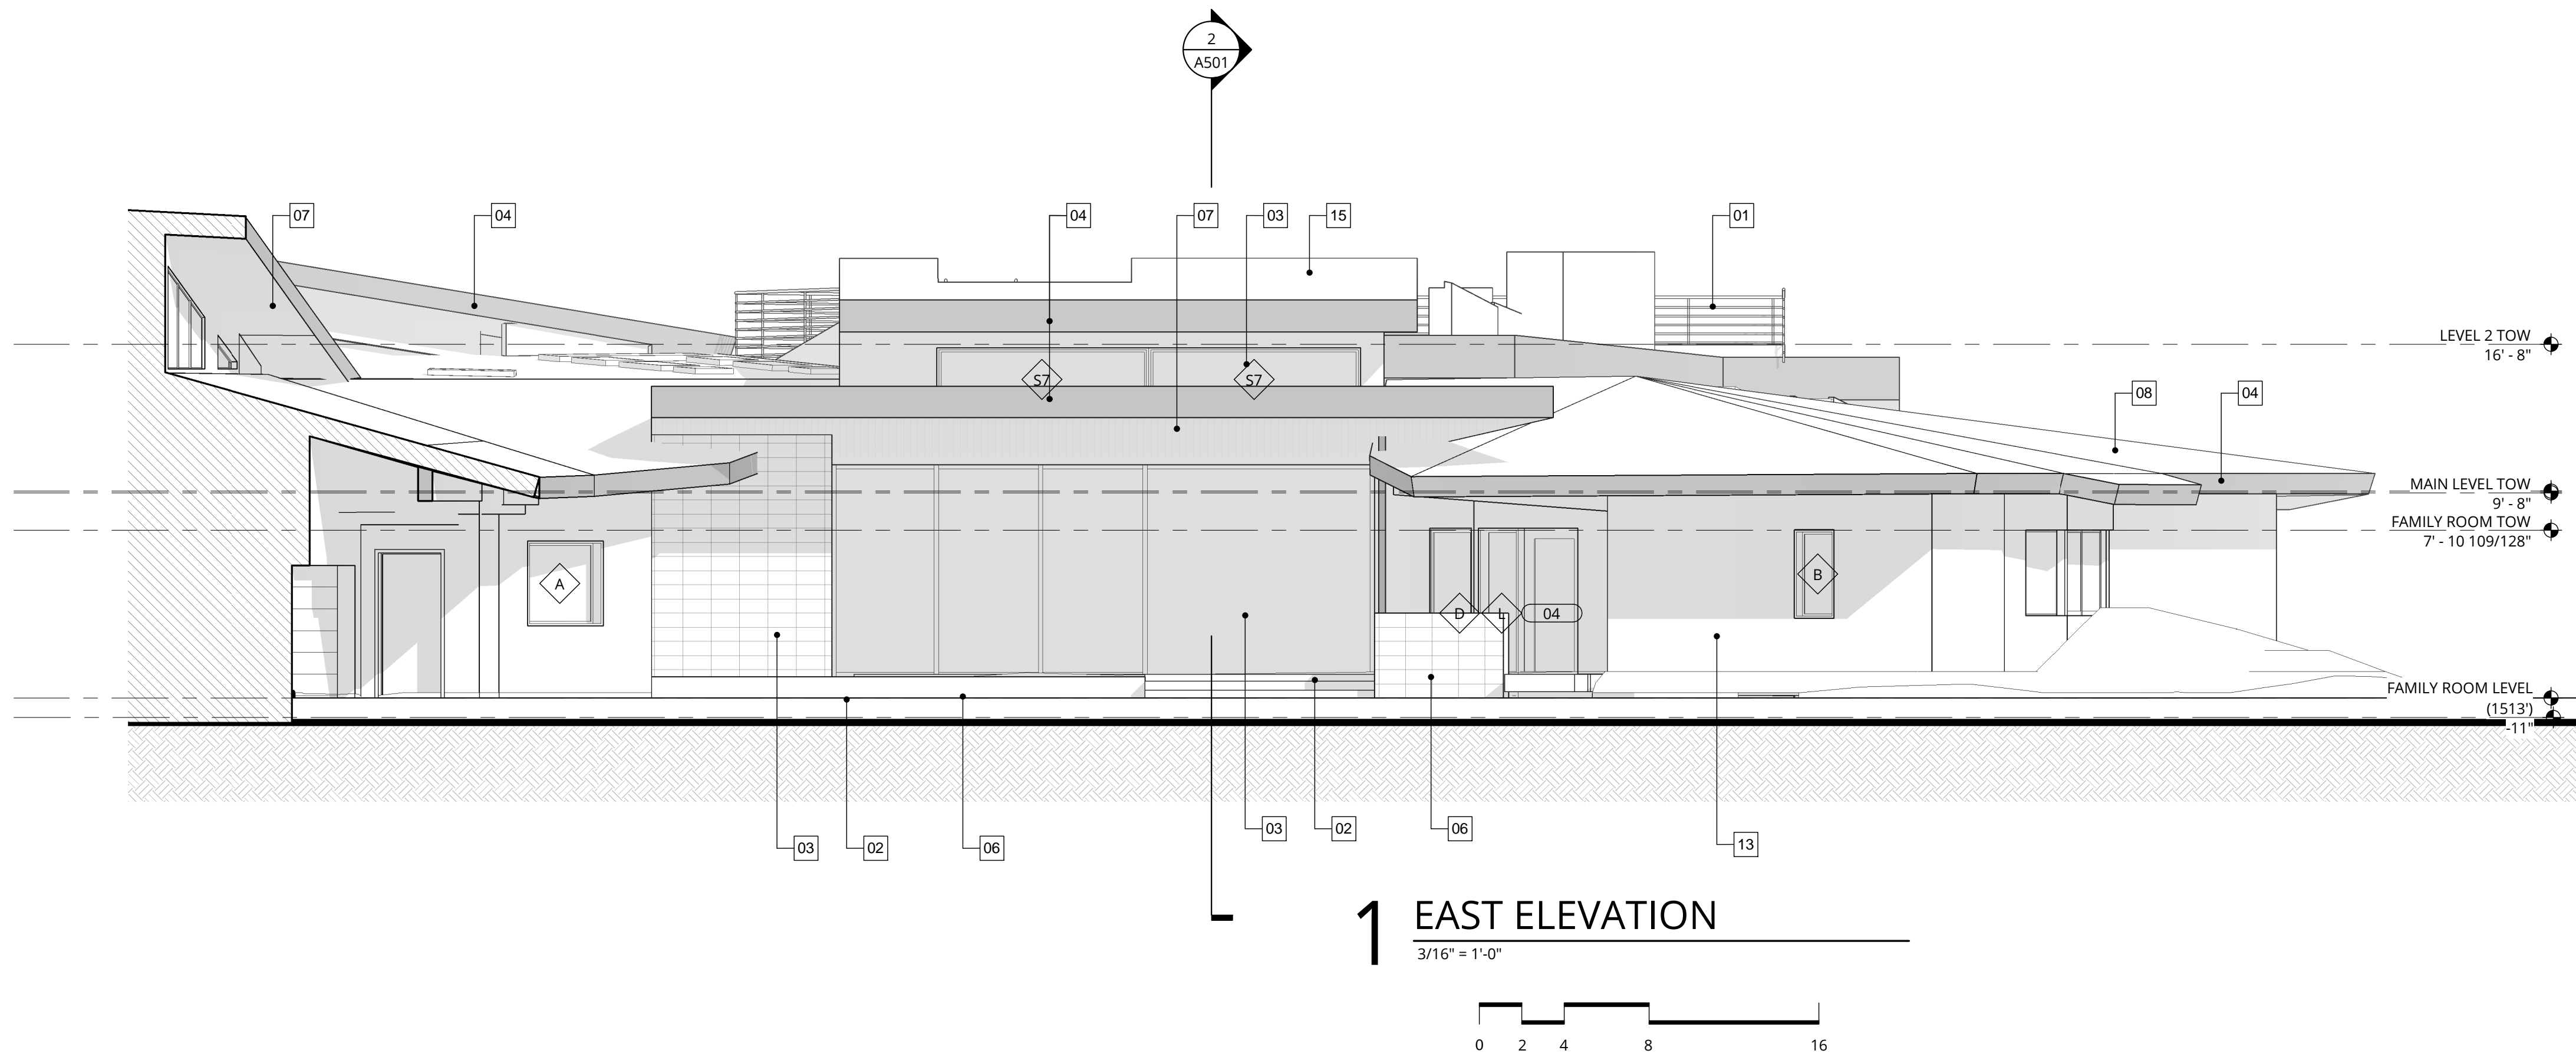 2
A501
07
04
04
07
03
15
01
LEVEL 2 TOW
16' - 8"
S7
S7
08
04
MAIN LEVEL TOW
9' - 8"
FAMILY ROOM TOW
7' - 10 109/128"
A
B
D
L
04
FAMILY ROOM LEVEL
(1513')
-11"
03
02
06
03
02
06
13
1
EAST ELEVATION
3/16" = 1'-0"
0 2 4 8 16